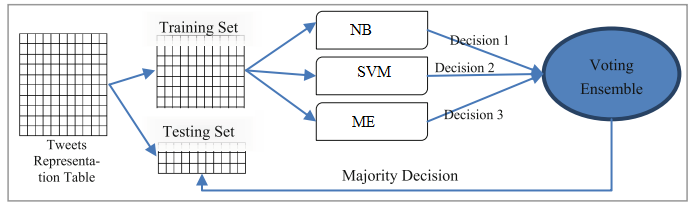 Training Set
NB
Decision 1
SVM
Decision 2
Voting
Ensemble
ME
Decision 3
Testing Set
Tweets
Representa-
tion Table
Majority Decision